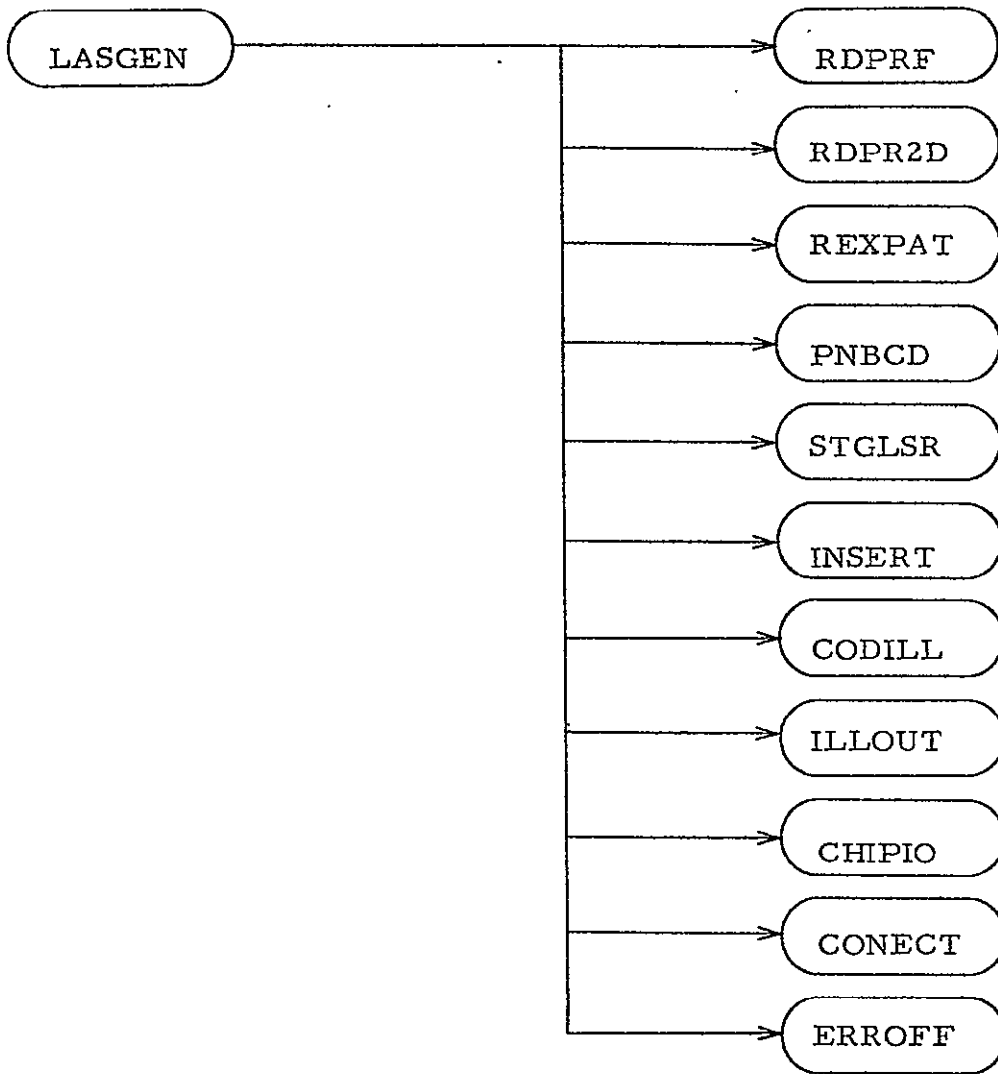 LASGEN
RDPRF
RDPR2D
REXPAT
PNBCD
STGLSR
INSERT
CODILL
ILLOUT
CHIPIO
CONECT
ERROFF